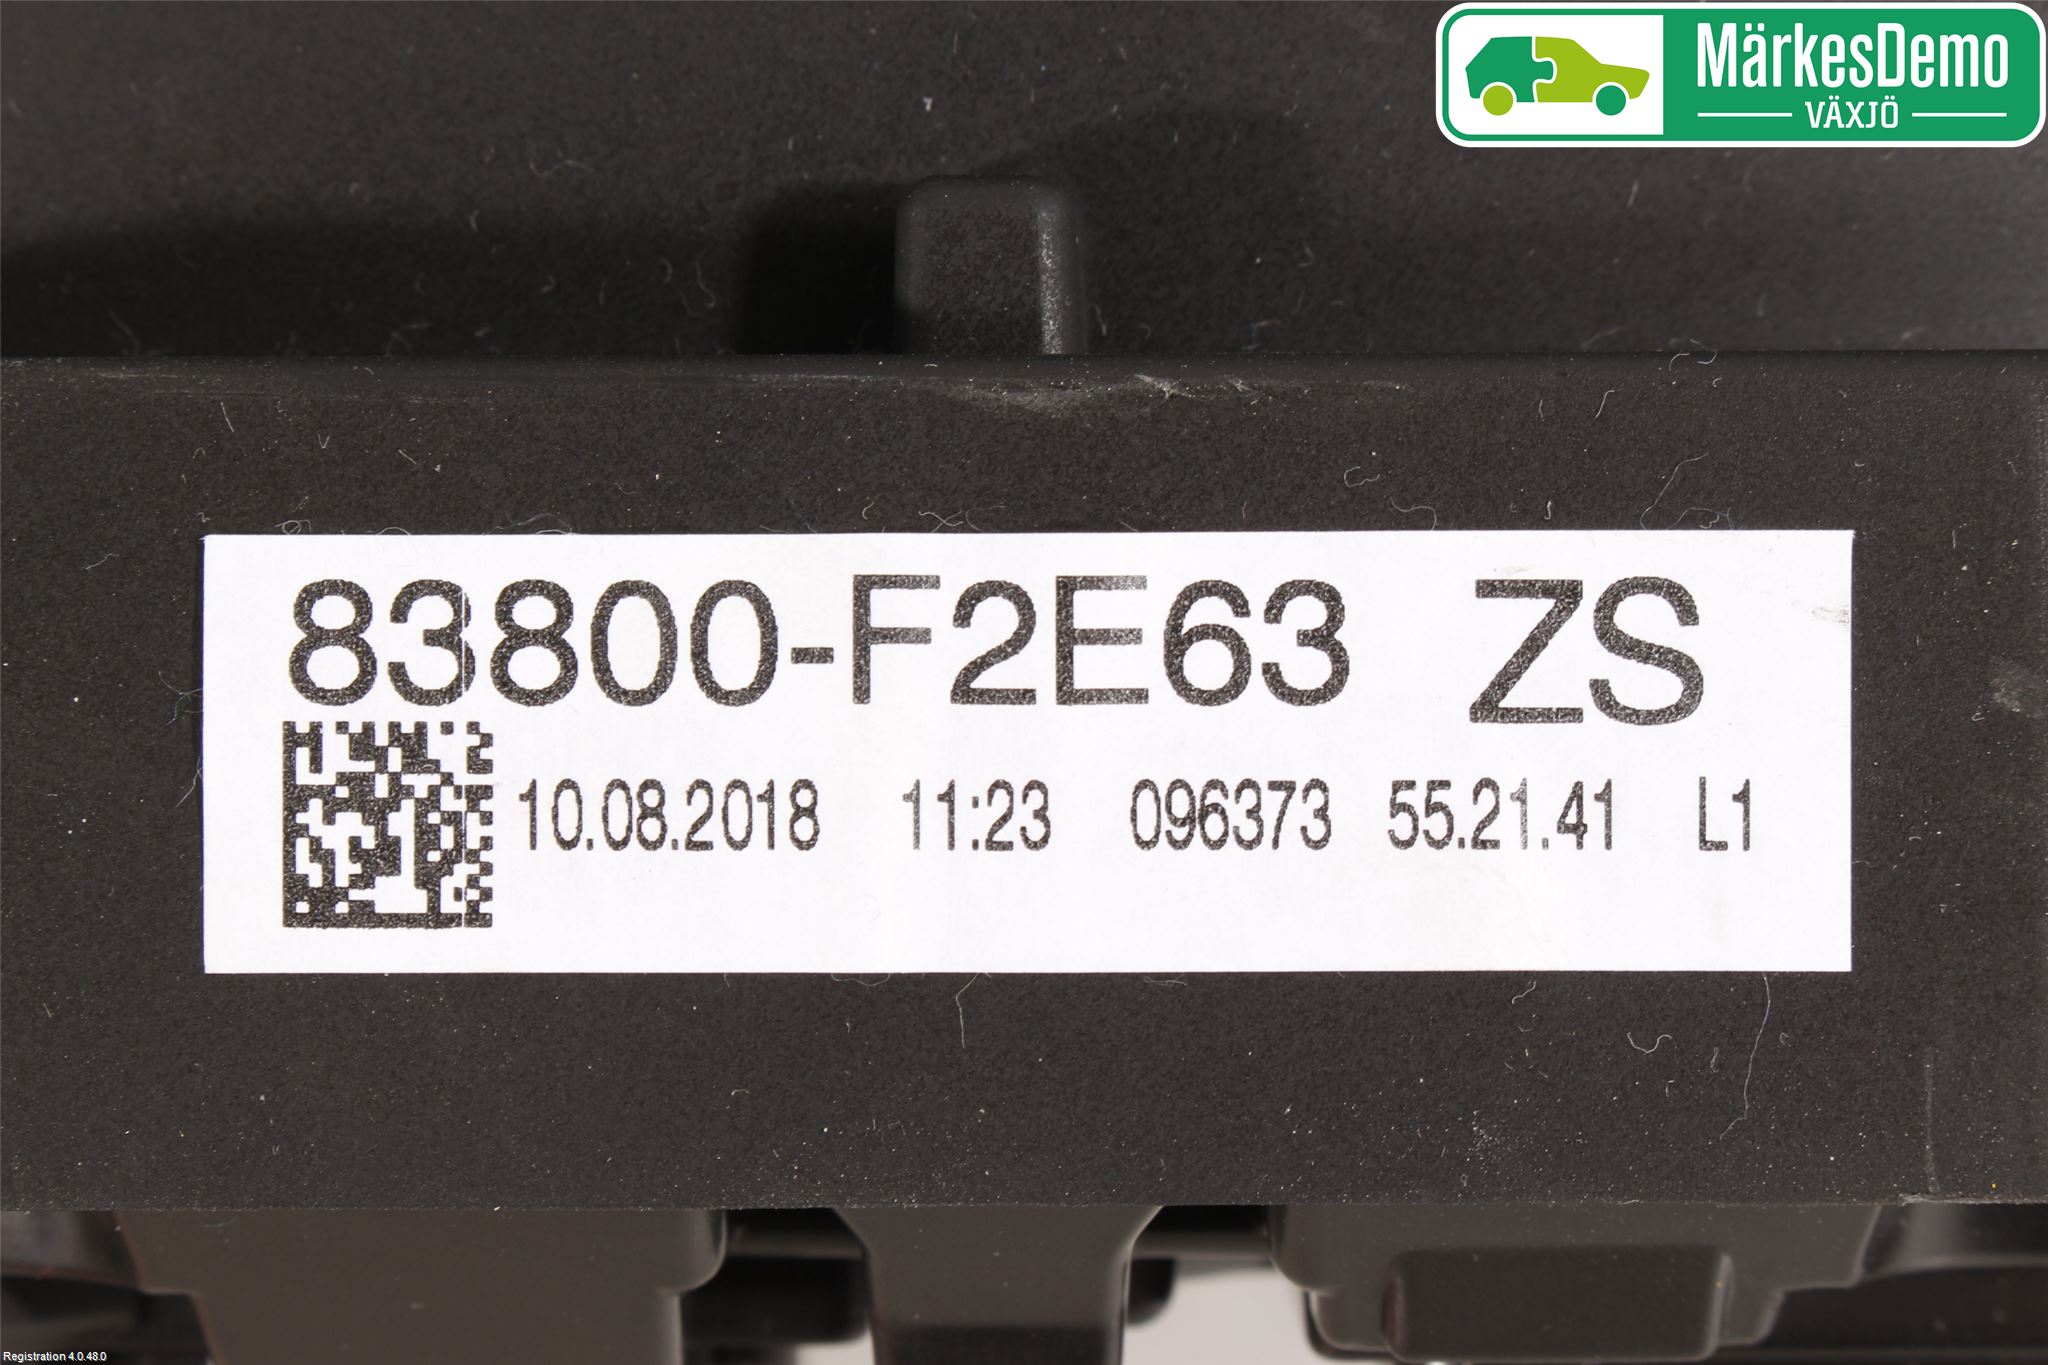 MärkesDemo
VÄXJÖ
83800-F2E63 ZS
10.08.2018 11:23 096373 55.21.41 L1
Registration 4.0.48.0